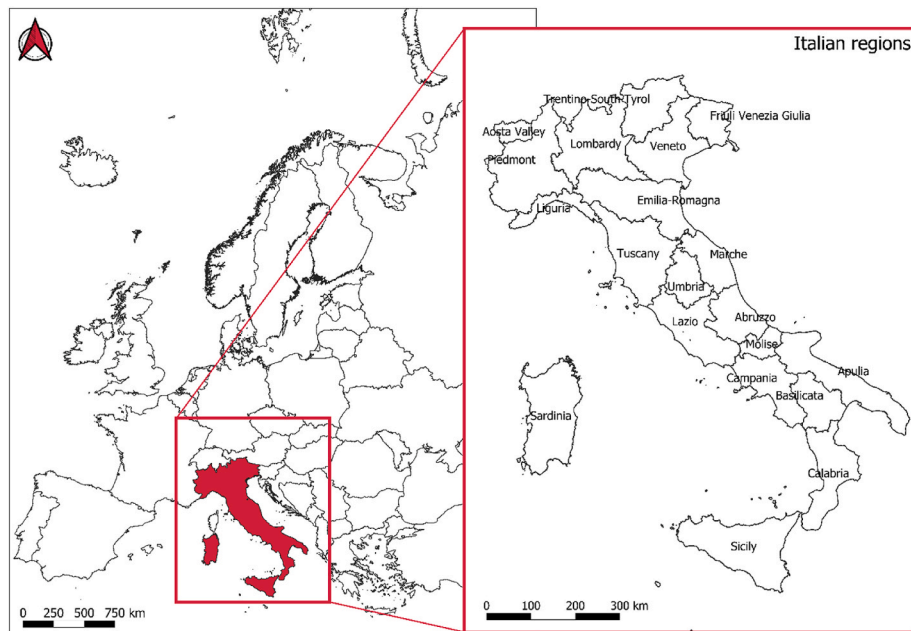 Italian regions
Trentino-South Tyrol
Friuli Venezia Giulia
Aosta Valley
Lombardy
Veneto
Piedmont
Emilia-Romagna
Liguria
Tuscany
Marche
Umbria
Lazio
Abruzzo
Molise
Apulia
Campania
Basilicata
Sardinia
Calabria
Sicily
0 100 200 300 km
0 250 500 750 km